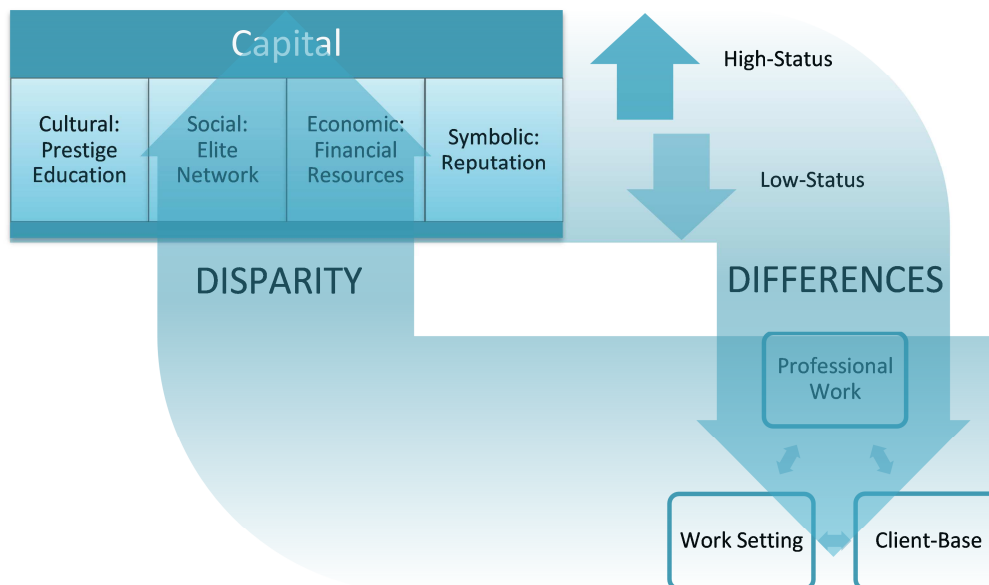 Capital
Cultural:
Prestige
Education
Social:
Elite
Network
Economic:
Financial
Resources
Symbolic:
Reputation
High-Status
Low-Status
DISPARITY
DIFFERENCES
Professional
Work
Work Setting
Client-Base